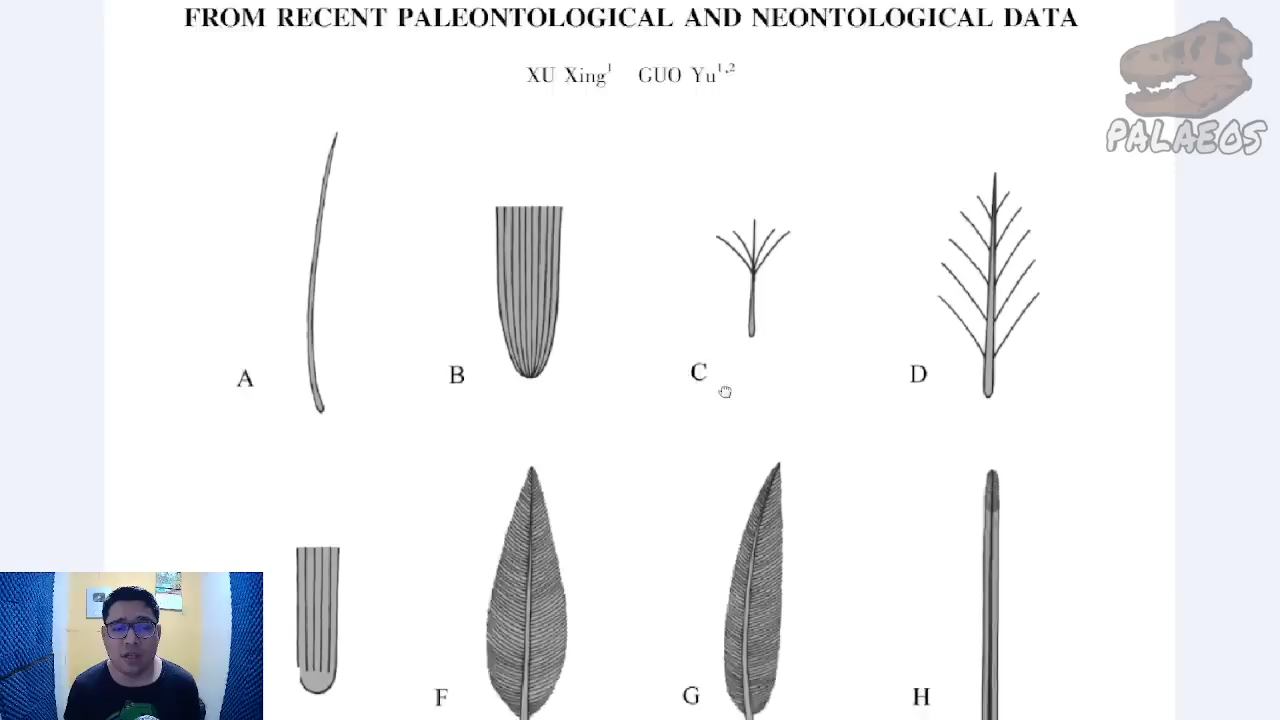 FROM RECENT PALEONTOLOGICAL AND NEONTOLOGICAL DATA
XU Xing¹ GUO Yu¹,²
PALAEOS
A
B
C
D
F
G
H